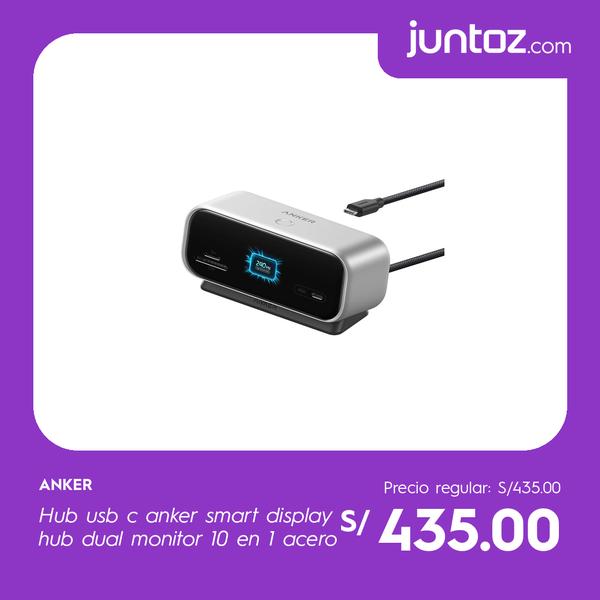 juntoz.com
ANKER
ANKER
Precio regular: S/435.00
Hub usb c anker smart display
hub dual monitor 10 en 1 acero
S/ 435.00